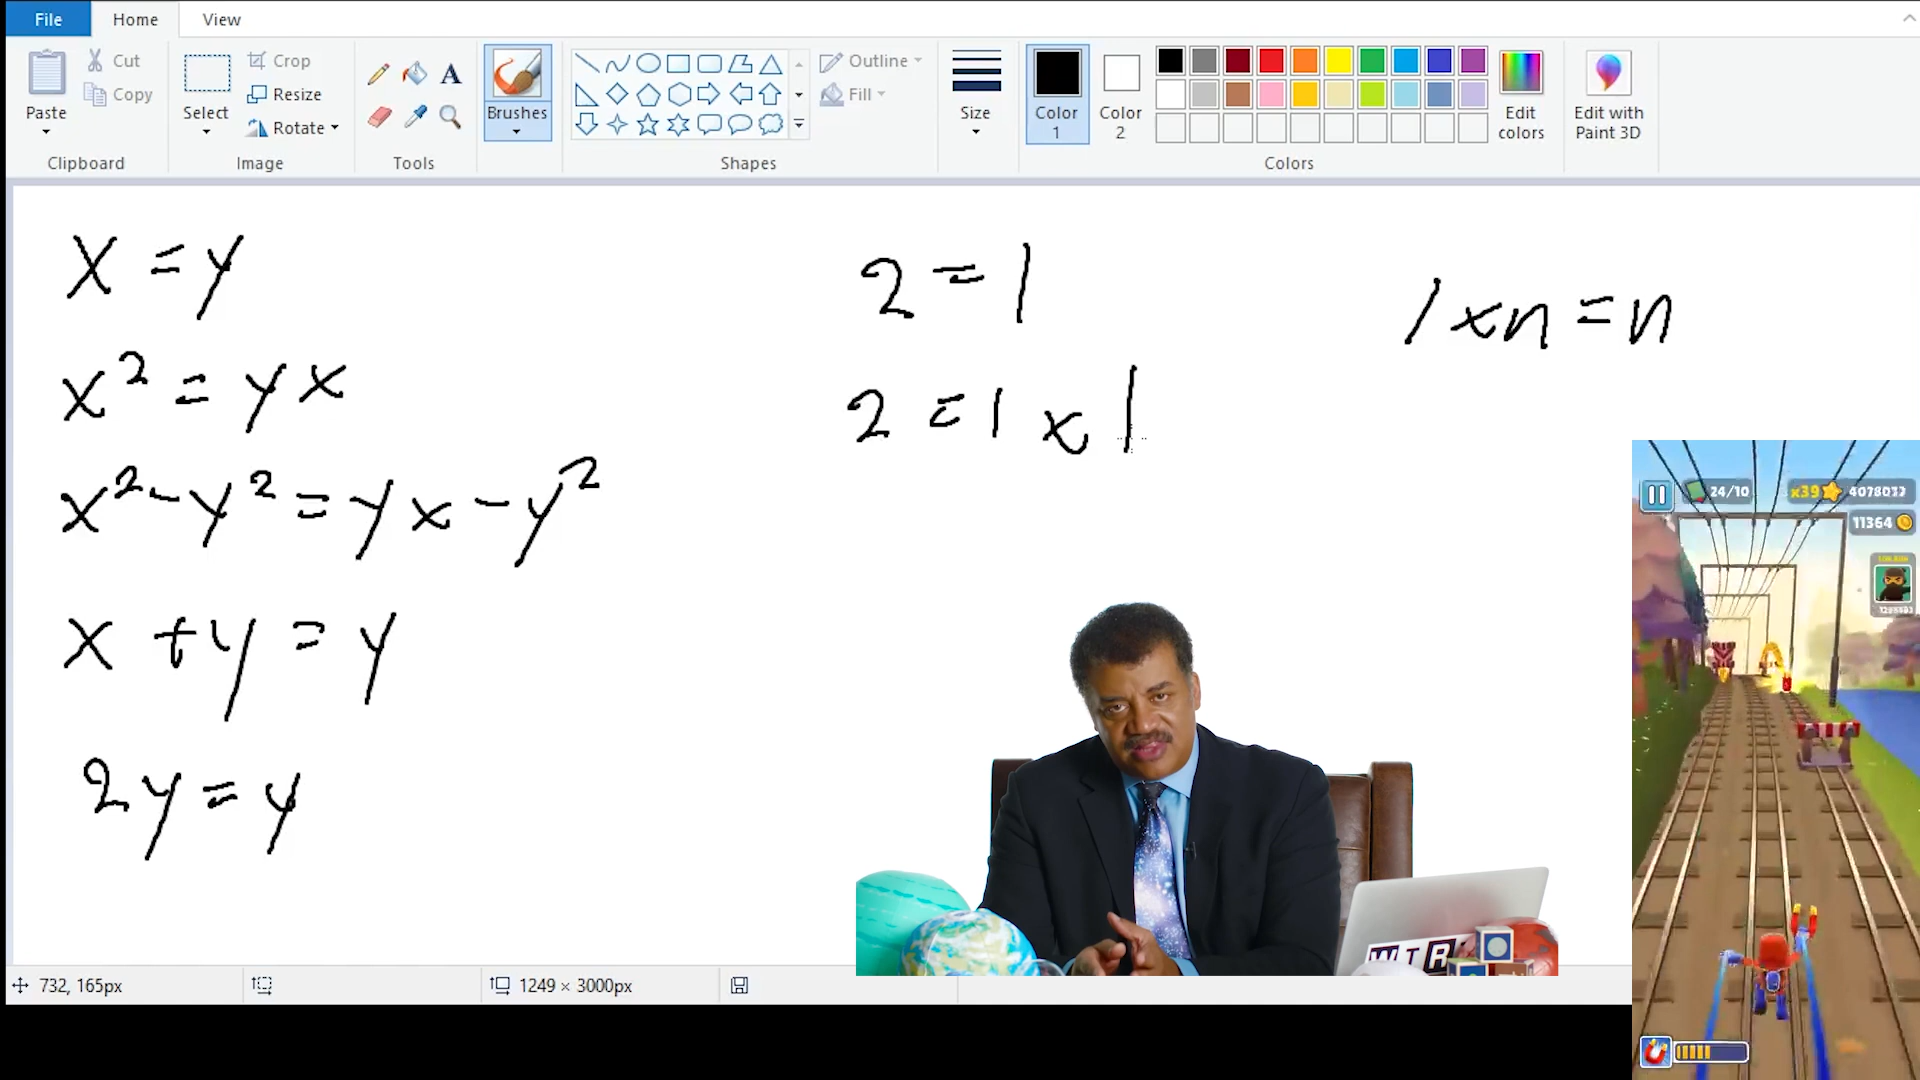 File Home View
Paste
Cut
Copy
Clipboard
Select
Crop
Resize
Rotate
Image
A
Tools
Brushes
Outline
Fill
Shapes
Size
Color 1
Color 2
Colors
Edit colors
Edit with Paint 3D
x = y
x² = yx
x² - y² = yx - y²
x + y = y
2y = y
2 = 1
2 = 1 x 1
1 x n = n
24/10
x39
11364
732, 165px
1249 × 3000px